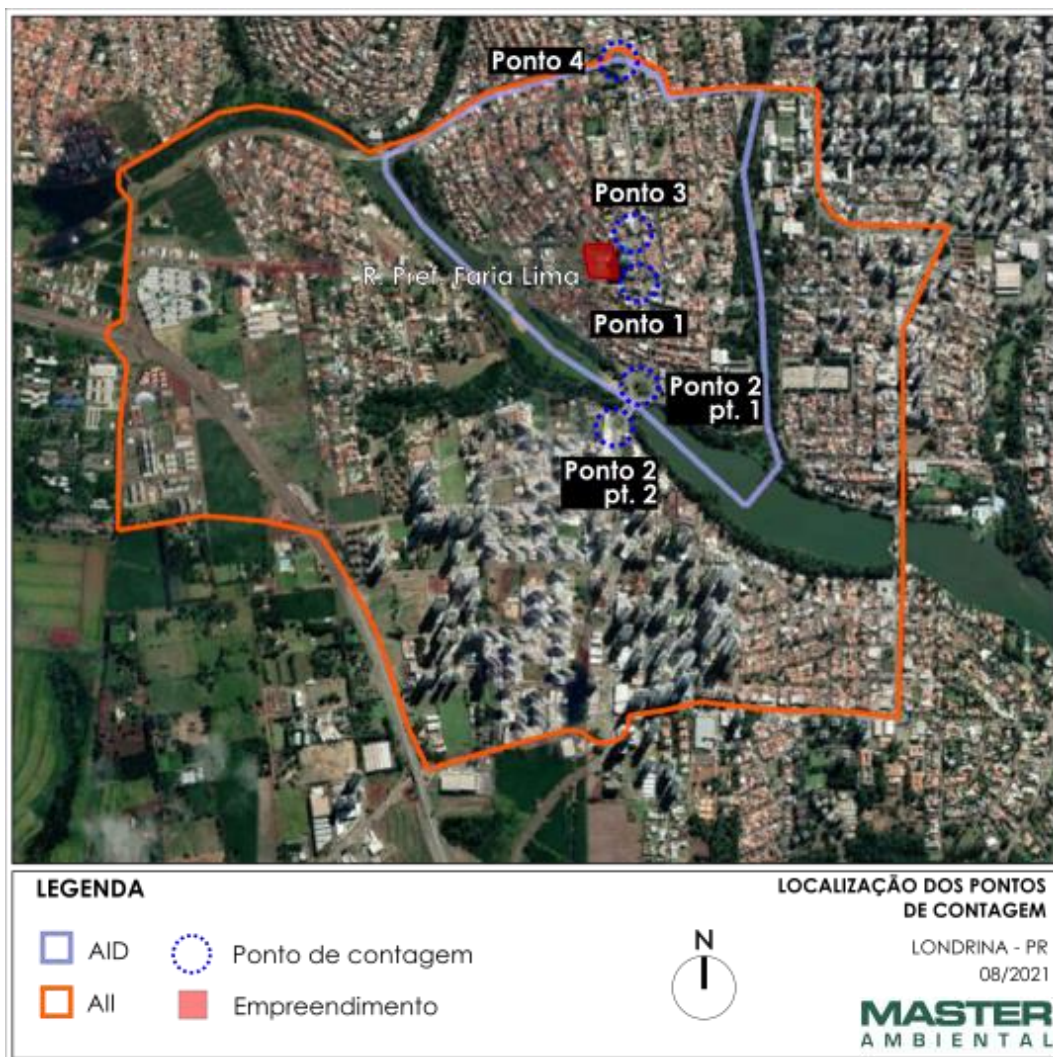 Ponto 4
Ponto 3
R. Pref. Faria Lima
Ponto 1
Ponto 2
pt. 1
Ponto 2
pt. 2
LEGENDA
AID
AII
Ponto de contagem
Empreendimento
N
LOCALIZAÇÃO DOS PONTOS
DE CONTAGEM
LONDRINA - PR
08/2021
MASTER
AMBIENTAL